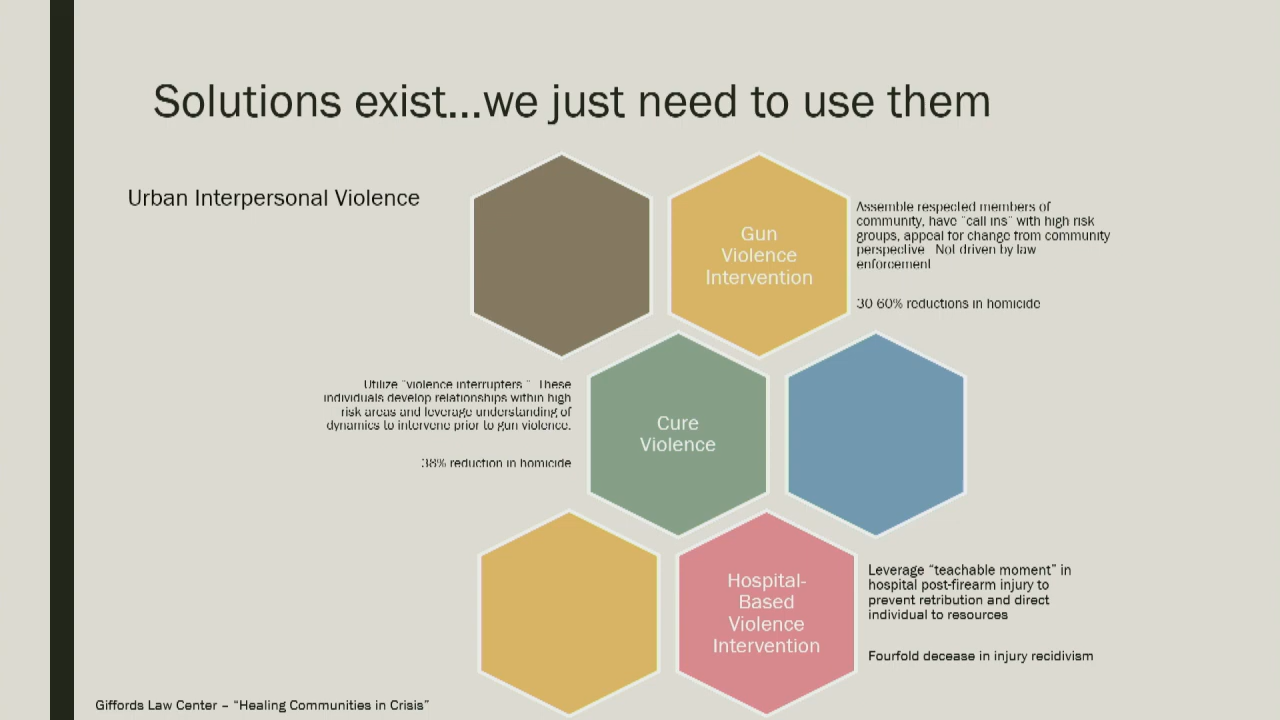 Solutions exist...we just need to use them
Urban Interpersonal Violence
Gun
Violence
Intervention
Assemble respected members of
community, have "call ins" with high risk
groups, appeal for change from community
perspective Not driven by law
enforcement
30 60% reductions in homicide
Utilize "violence interrupters " These
individuals develop relationships within high
risk areas and leverage understanding of
dynamics to intervene prior to gun violence.
38% reduction in homicide
Cure
Violence
Hospital-
Based
Violence
Intervention
Leverage “teachable moment” in
hospital post-firearm injury to
prevent retribution and direct
individual to resources
Fourfold decease in injury recidivism
Giffords Law Center – “Healing Communities in Crisis”